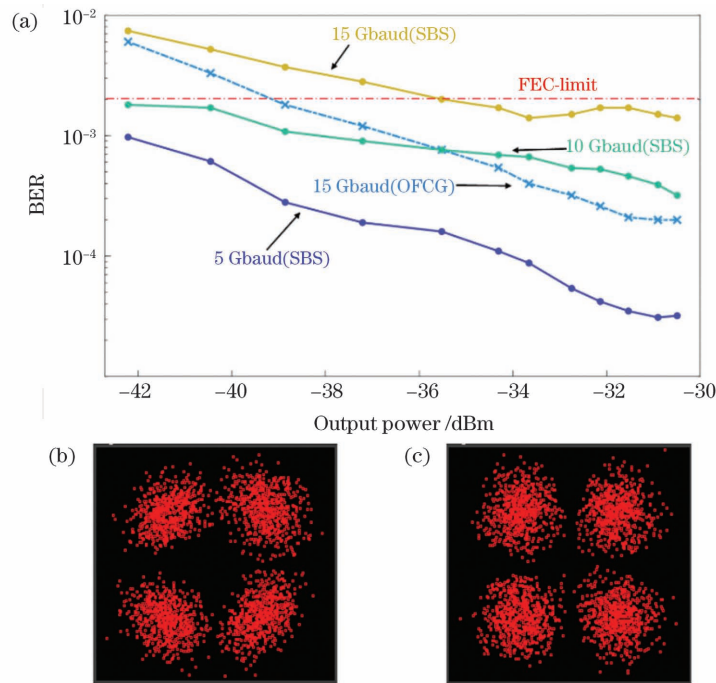 (a)
10⁻²
15 Gbaud(SBS)
FEC-limit
10⁻³
10 Gbaud(SBS)
15 Gbaud(OFCG)
BER
10⁻⁴
5 Gbaud(SBS)
−42 −40 −38 −36 −34 −32 −30
Output power /dBm
(b) (c)